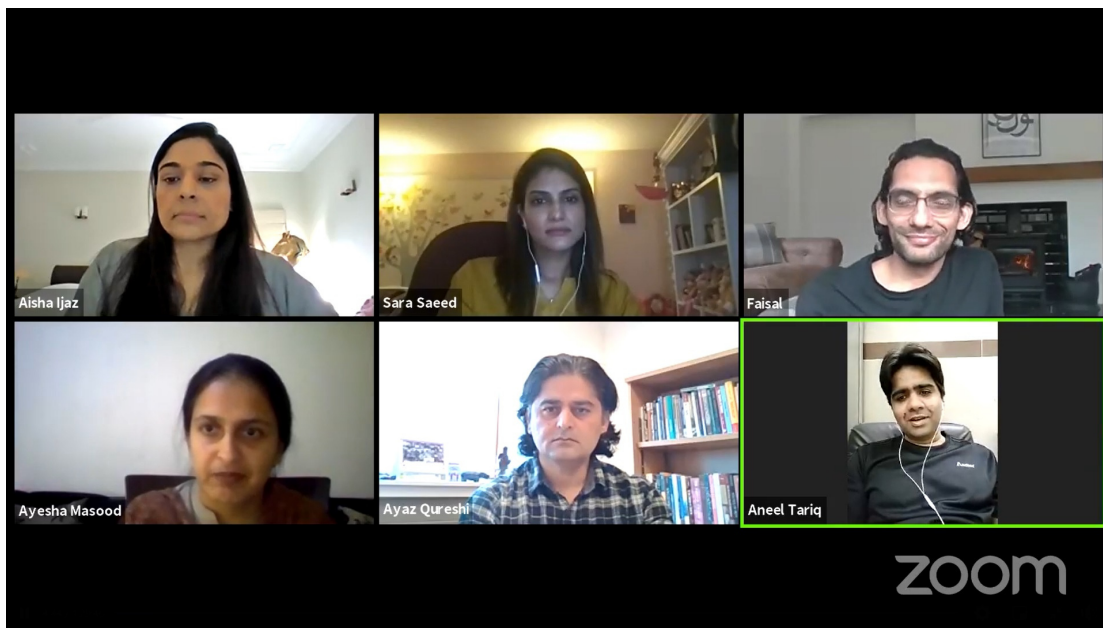 Aisha Ijaz
Sara Saeed
Faisal
Ayesha Masood
Ayaz Qureshi
Aneel Tariq
zoom